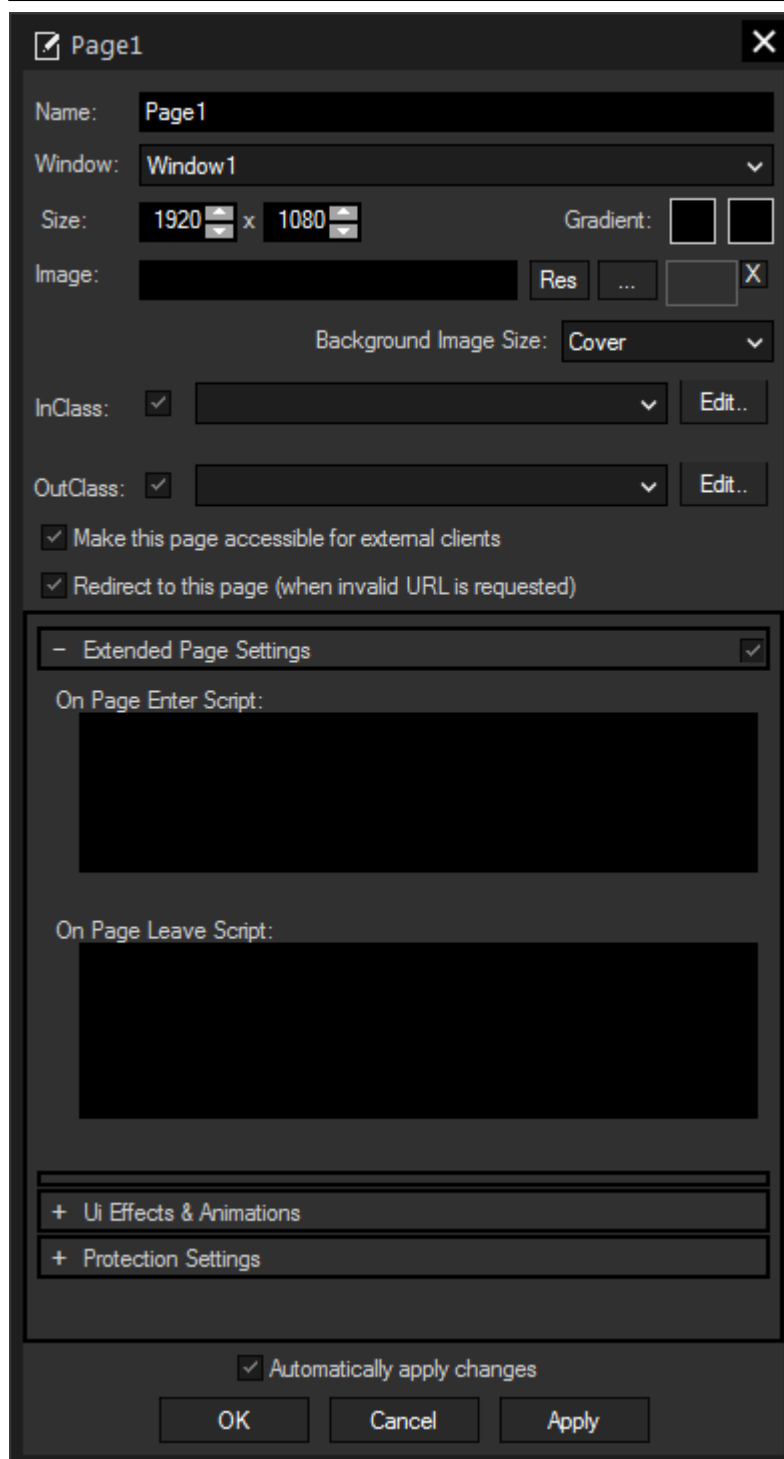 Page1
Name: Page1
Window: Window1
Size: 1920 x 1080 Gradient:
Image: Res ... X
Background Image Size: Cover
InClass: Edit..
OutClass: Edit..
Make this page accessible for external clients
Redirect to this page (when invalid URL is requested)
− Extended Page Settings
On Page Enter Script:
On Page Leave Script:
+ Ui Effects & Animations
+ Protection Settings
Automatically apply changes
OK Cancel Apply